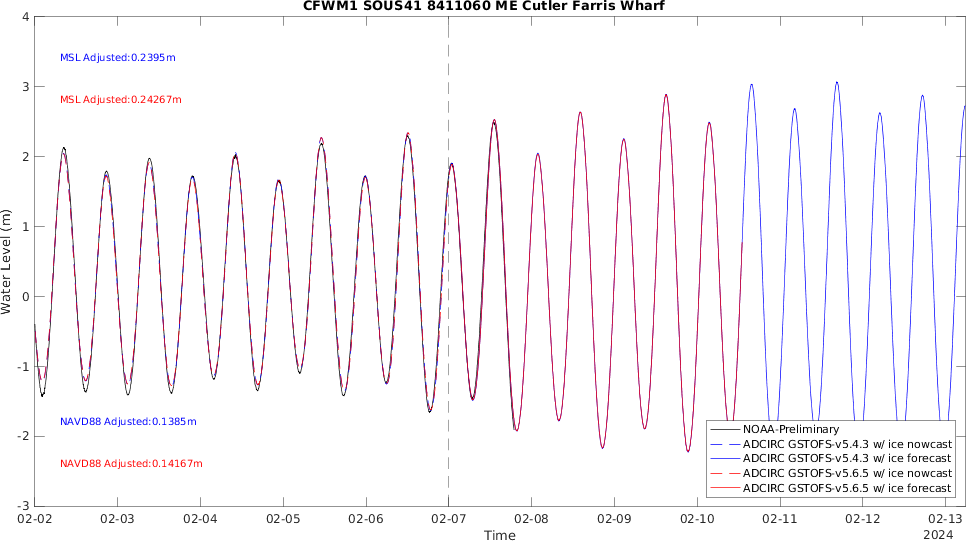 CFWM1 SOUS41 8411060 ME Cutler Farris Wharf
4
3
2
1
0
-1
-2
-3
Water Level (m)
MSL Adjusted:0.2395m
MSL Adjusted:0.24267m
NAVD88 Adjusted:0.1385m
NAVD88 Adjusted:0.14167m
NOAA-Preliminary
ADCIRC GSTOFS-v5.4.3 w/ ice nowcast
ADCIRC GSTOFS-v5.4.3 w/ ice forecast
ADCIRC GSTOFS-v5.6.5 w/ ice nowcast
ADCIRC GSTOFS-v5.6.5 w/ ice forecast
02-02 02-03 02-04 02-05 02-06 02-07 02-08 02-09 02-10 02-11 02-12 02-13
Time
2024